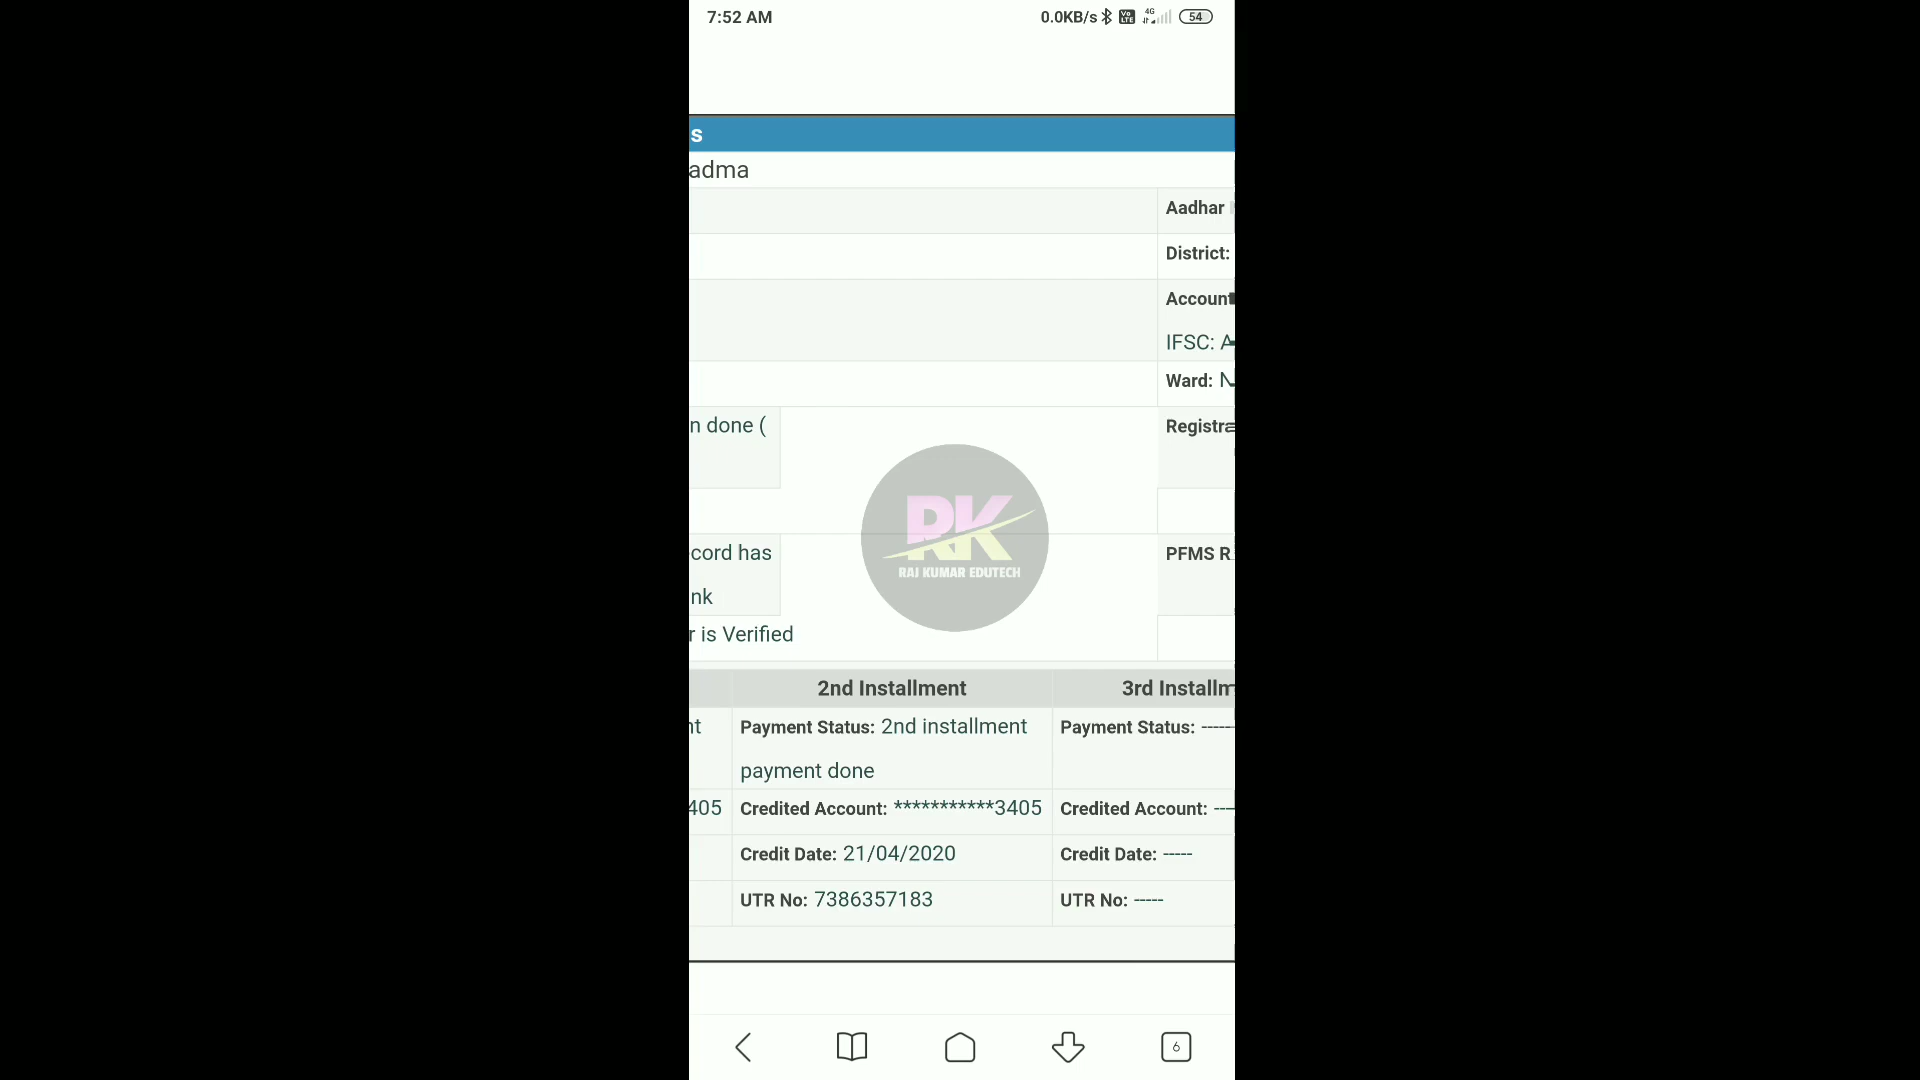 7:52 AM 0.0KB/s 4G 54
s
adma
Aadhar
District:
Account
IFSC: A
Ward: N
n done ( Registra
RK
RAJ KUMAR EDUTECH
cord has PFMS R
nk
r is Verified
2nd Installment 3rd Installm
nt Payment Status: 2nd installment Payment Status: -----
payment done
405 Credited Account: ***********3405 Credited Account: ---
Credit Date: 21/04/2020 Credit Date: -----
UTR No: 7386357183 UTR No: -----
6